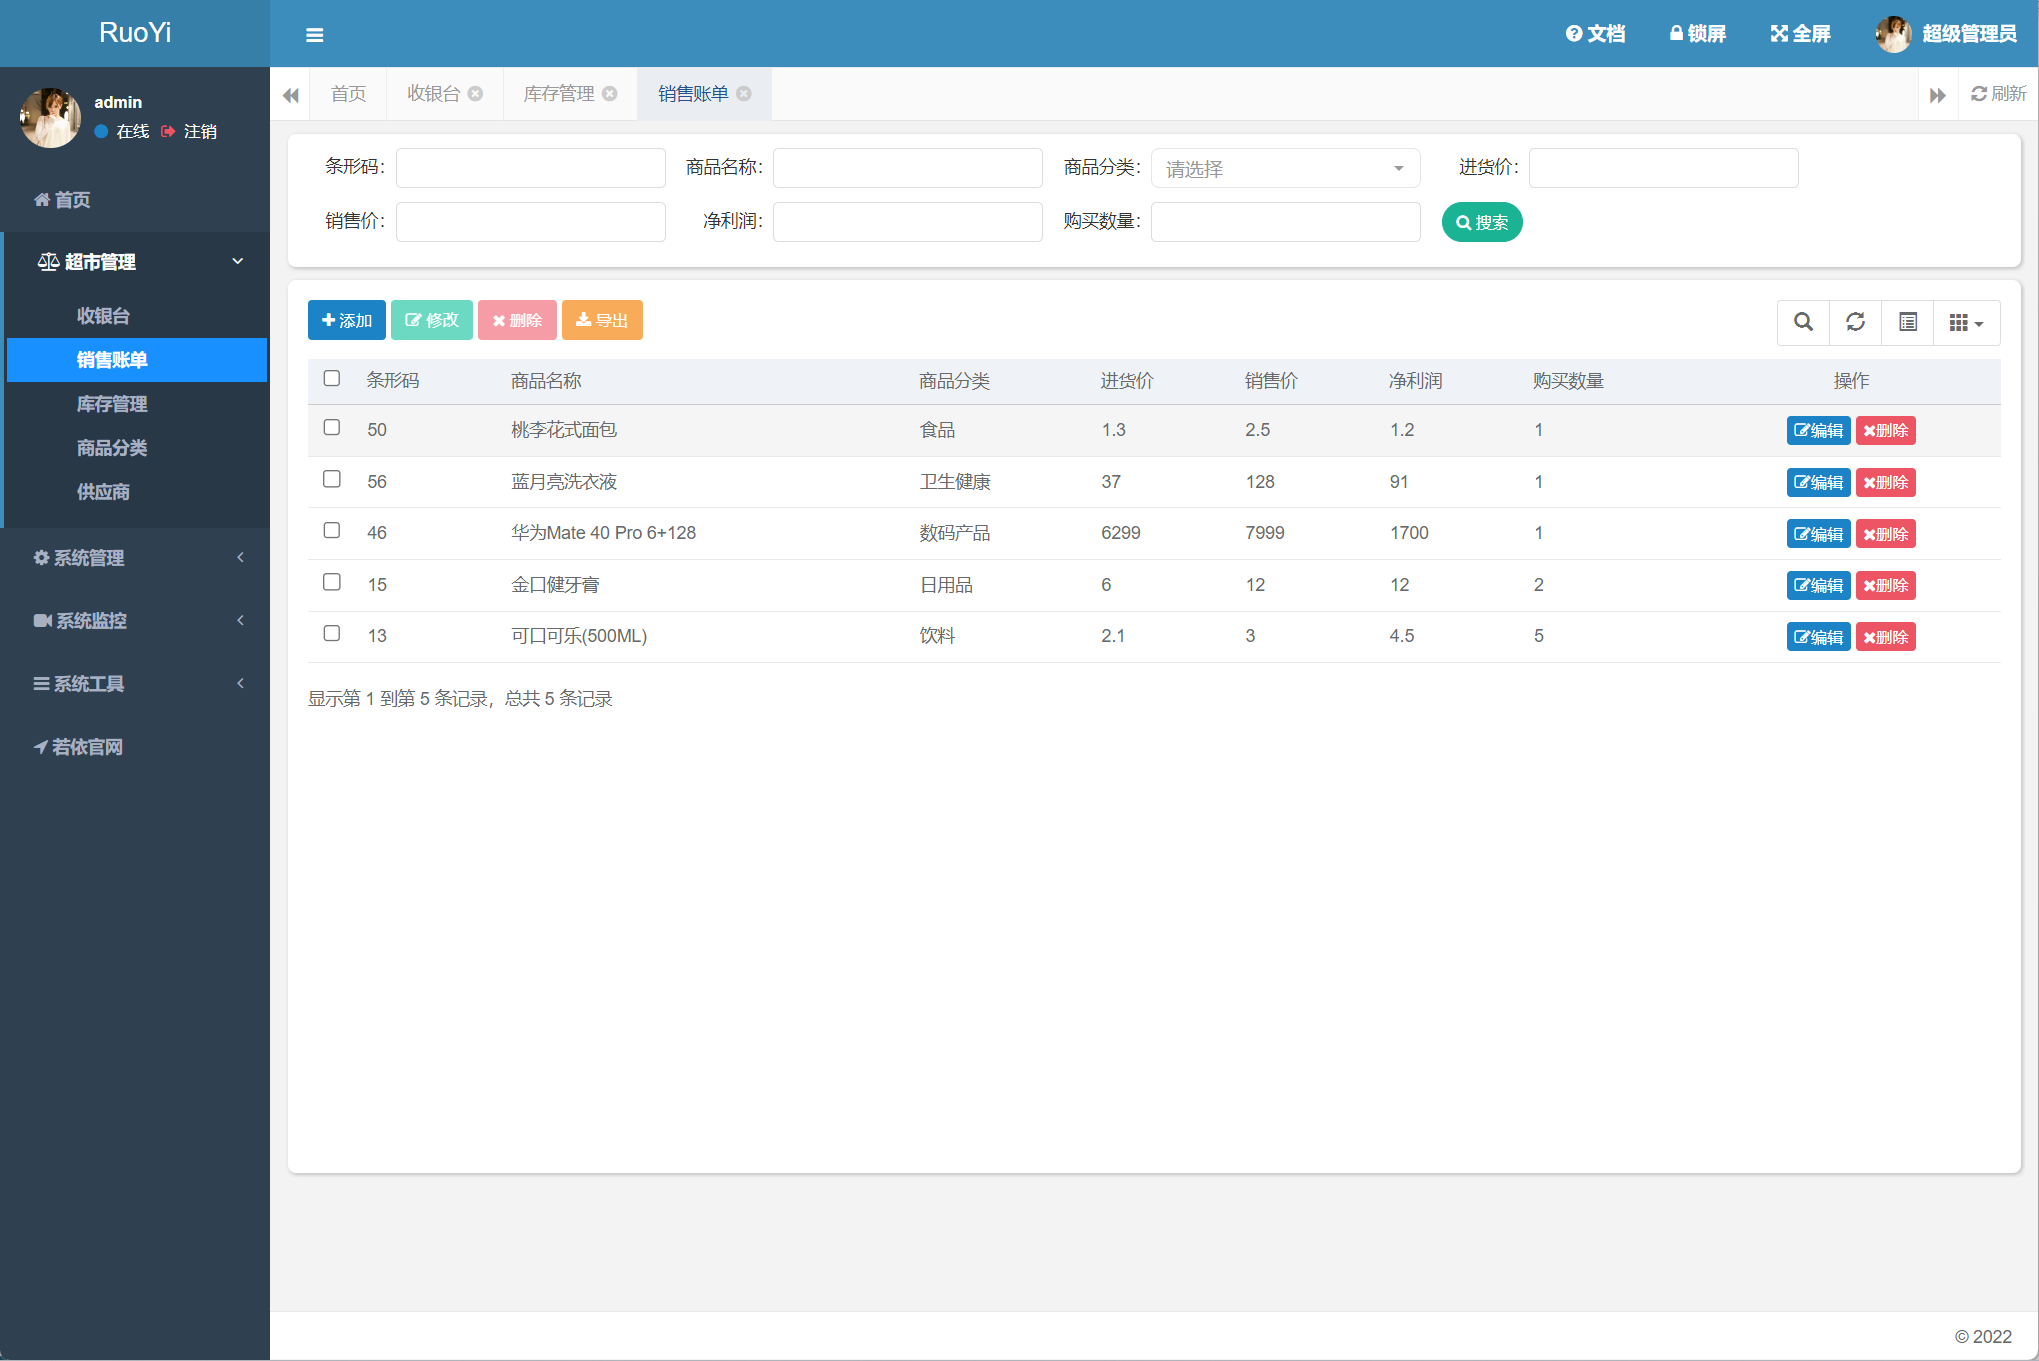 RuoYi
文档 锁屏 全屏 超级管理员
admin
在线 注销
首页
超市管理
收银台
销售账单
库存管理
商品分类
供应商
系统管理
系统监控
系统工具
若依官网
首页 收银台 库存管理 销售账单 刷新
条形码： 商品名称： 商品分类： 请选择 进货价：
销售价： 净利润： 购买数量： 搜索
添加 修改 删除 导出
条形码 商品名称 商品分类 进货价 销售价 净利润 购买数量 操作
50 桃李花式面包 食品 1.3 2.5 1.2 1 编辑 删除
56 蓝月亮洗衣液 卫生健康 37 128 91 1 编辑 删除
46 华为Mate 40 Pro 6+128 数码产品 6299 7999 1700 1 编辑 删除
15 金口健牙膏 日用品 6 12 12 2 编辑 删除
13 可口可乐(500ML) 饮料 2.1 3 4.5 5 编辑 删除
显示第 1 到第 5 条记录，总共 5 条记录
© 2022